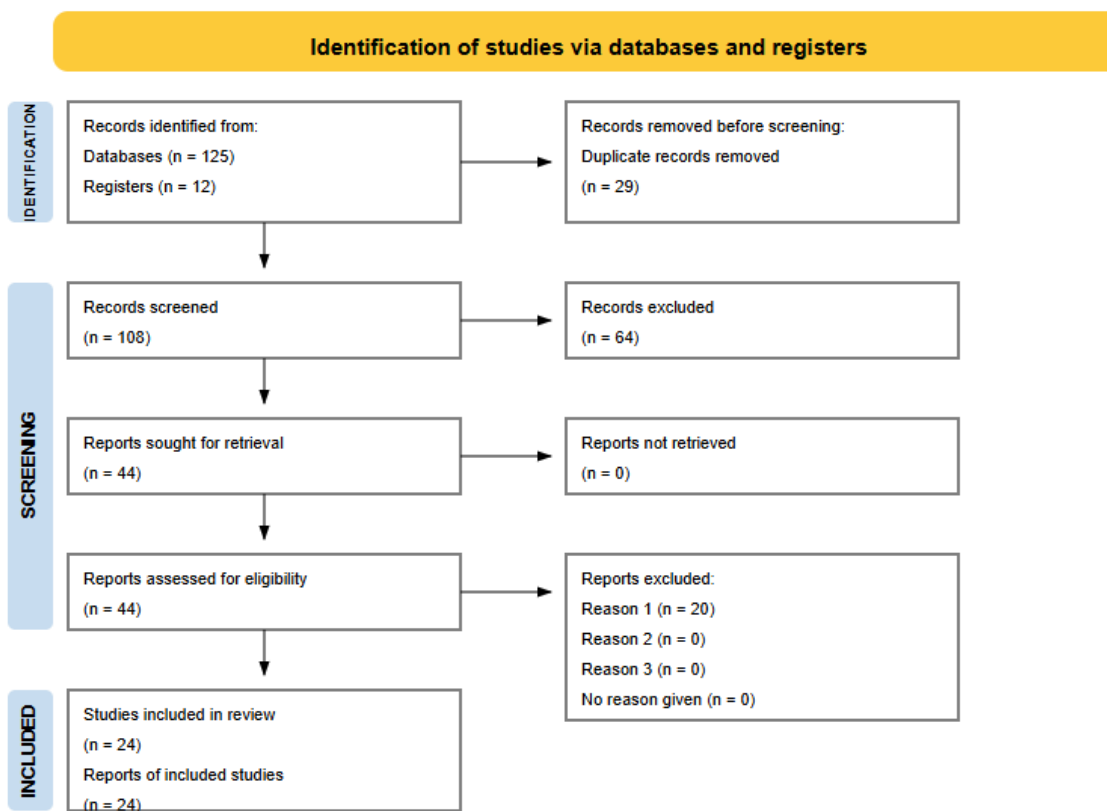 Identification of studies via databases and registers
IDENTIFICATION
Records identified from:
Databases (n = 125)
Registers (n = 12)
Records removed before screening:
Duplicate records removed
(n = 29)
SCREENING
Records screened
(n = 108)
Records excluded
(n = 64)
Reports sought for retrieval
(n = 44)
Reports not retrieved
(n = 0)
Reports assessed for eligibility
(n = 44)
Reports excluded:
Reason 1 (n = 20)
Reason 2 (n = 0)
Reason 3 (n = 0)
No reason given (n = 0)
INCLUDED
Studies included in review
(n = 24)
Reports of included studies
(n = 24)